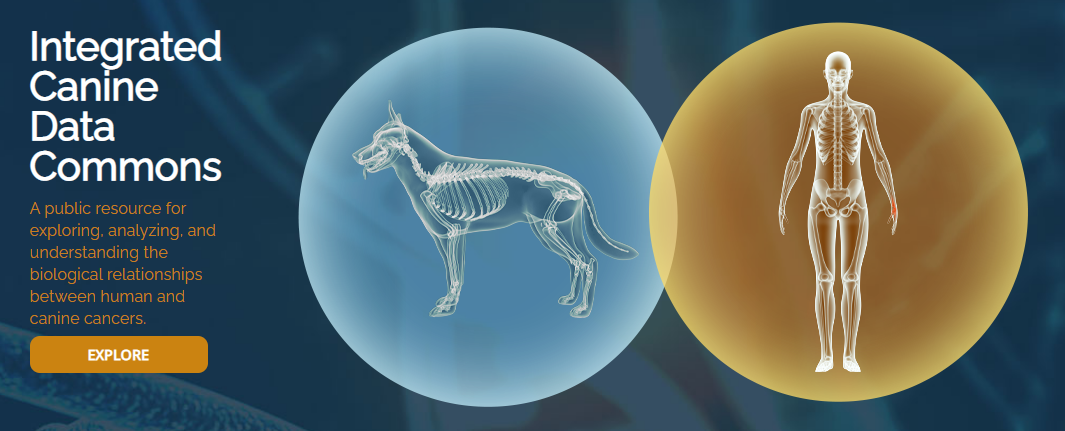 Integrated
Canine
Data
Commons
A public resource for
exploring, analyzing, and
understanding the
biological relationships
between human and
canine cancers.
EXPLORE